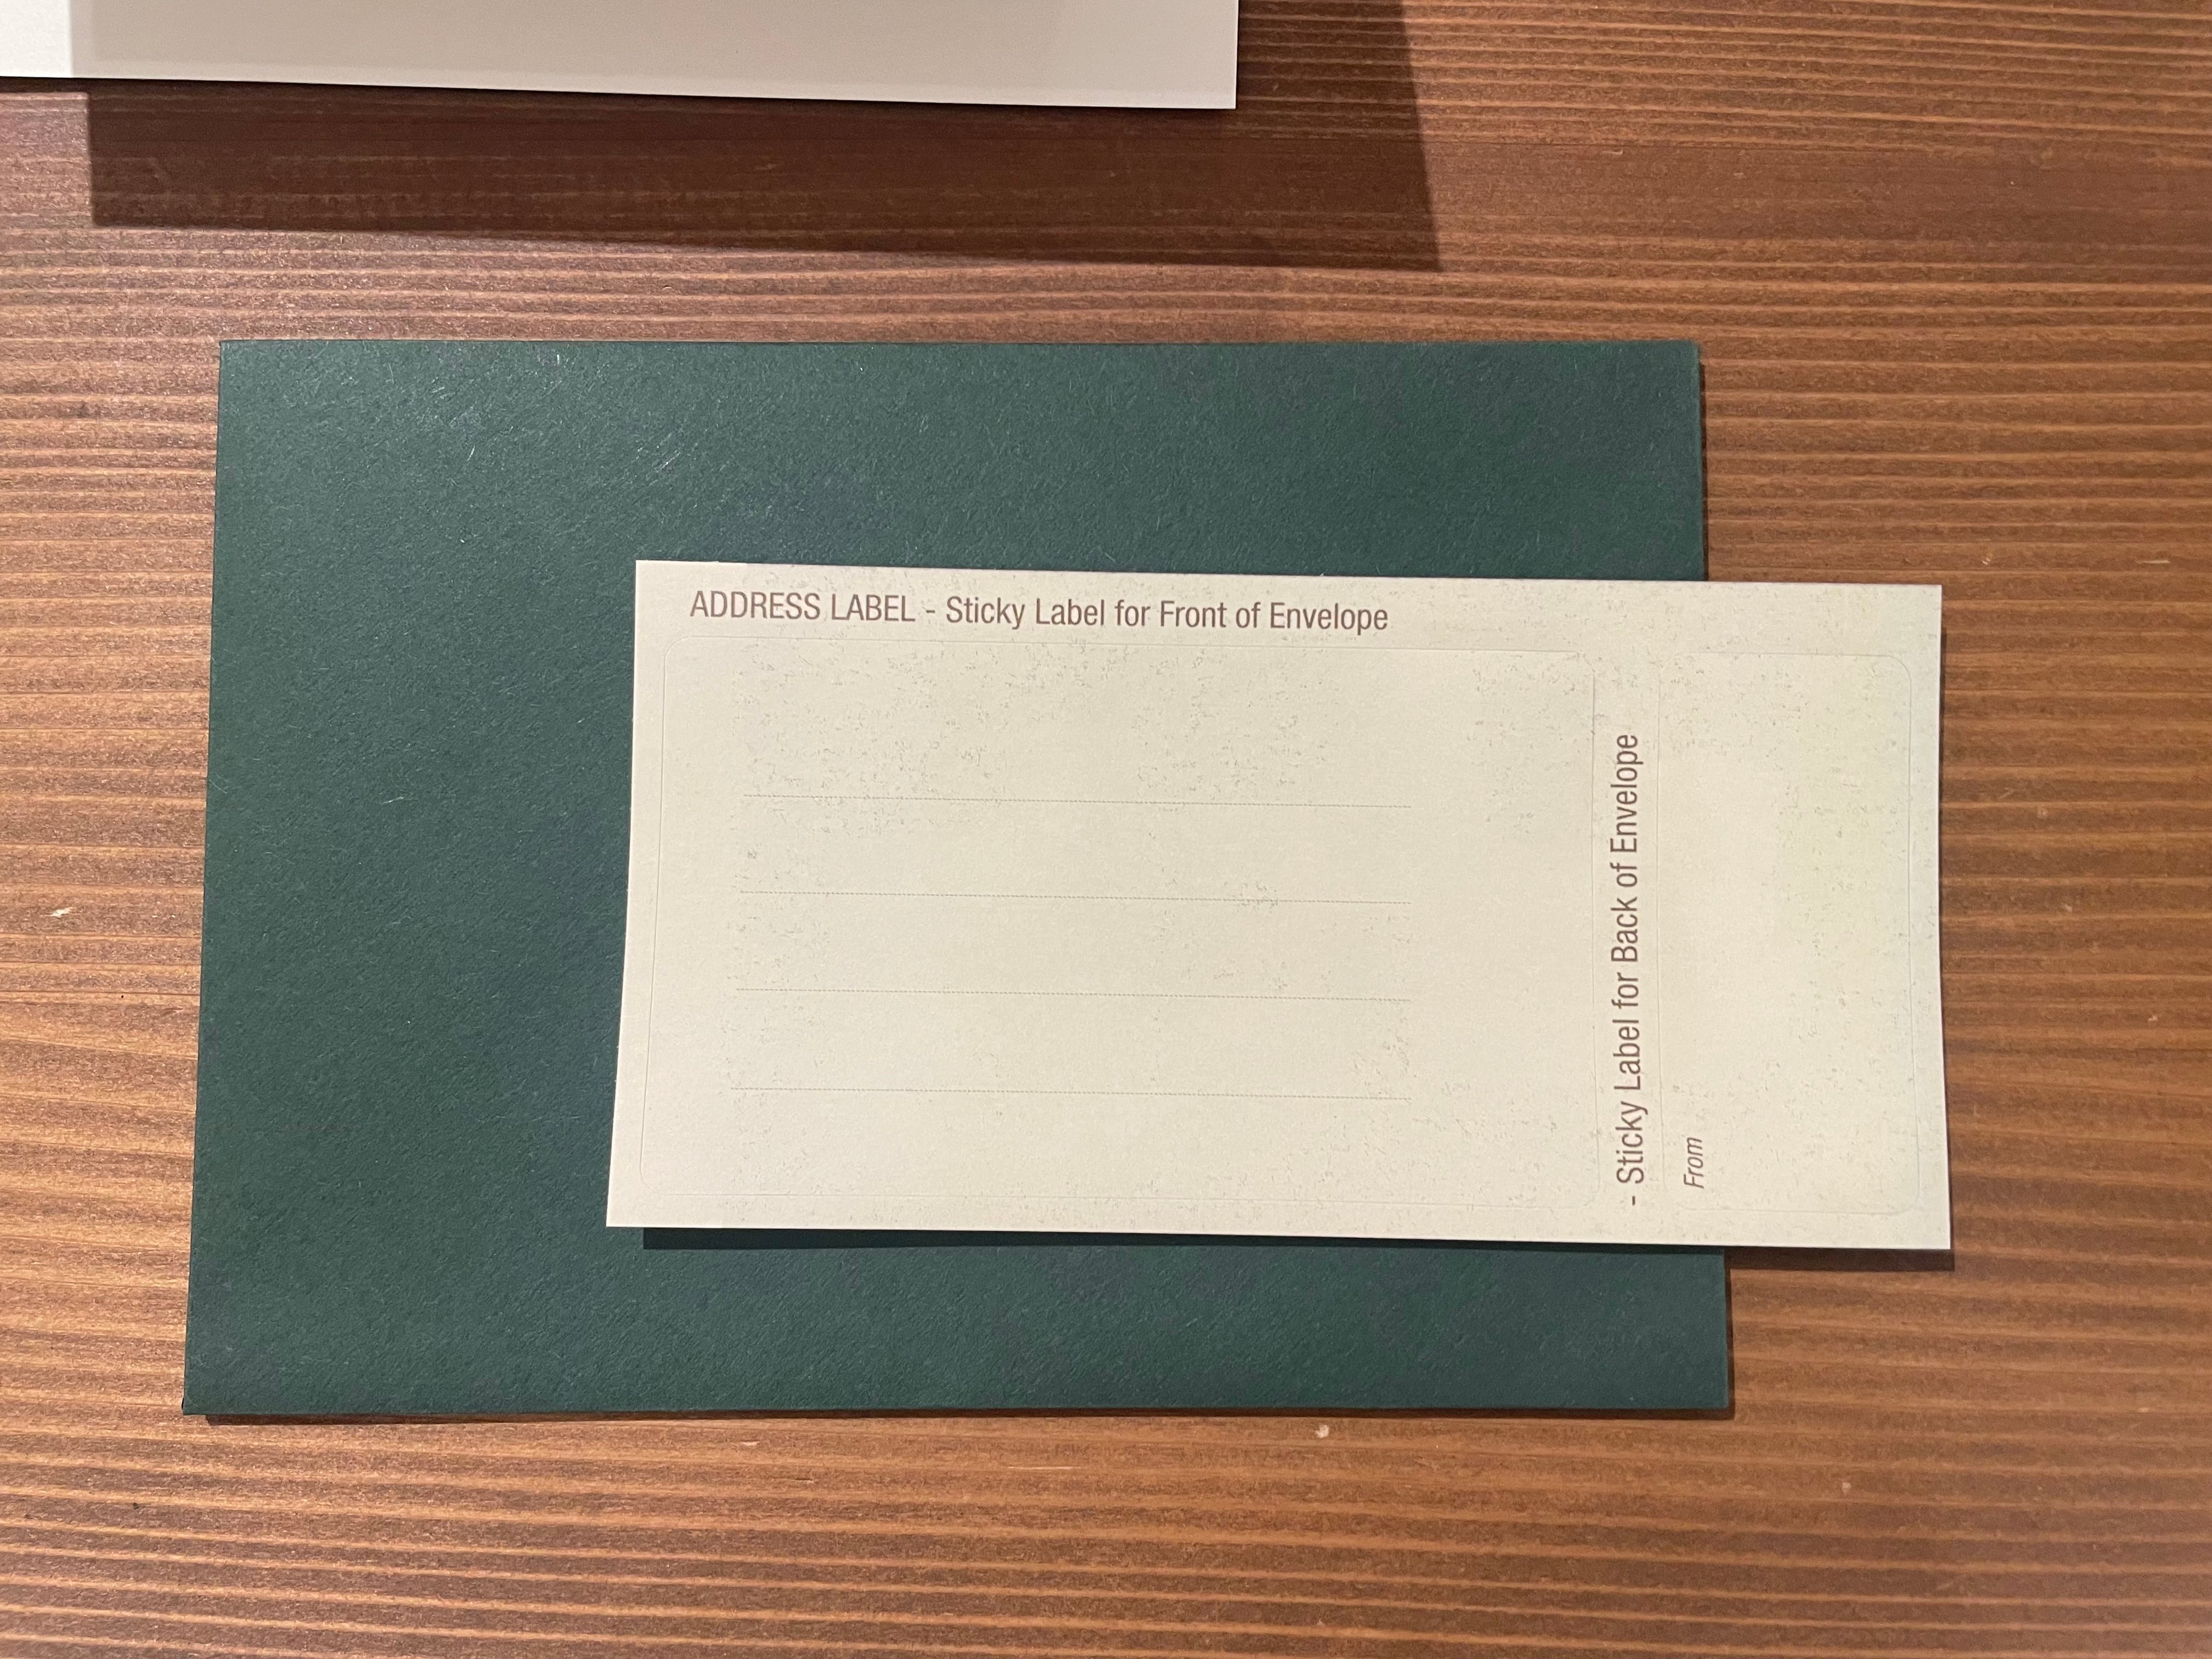 ADDRESS LABEL - Sticky Label for Front of Envelope
- Sticky Label for Back of Envelope
From